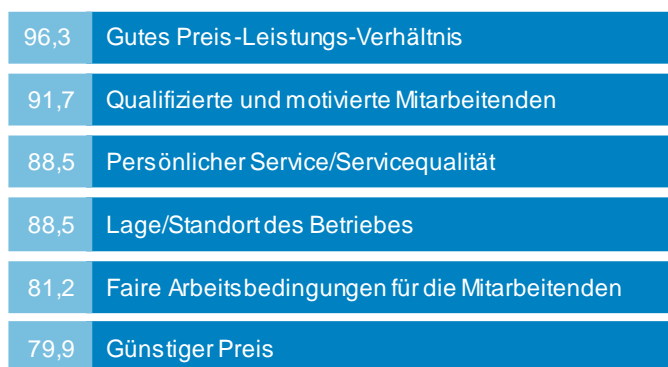 96,3 Gutes Preis-Leistungs-Verhältnis
91,7 Qualifizierte und motivierte Mitarbeitenden
88,5 Persönlicher Service/Servicequalität
88,5 Lage/Standort des Betriebes
81,2 Faire Arbeitsbedingungen für die Mitarbeitenden
79,9 Günstiger Preis